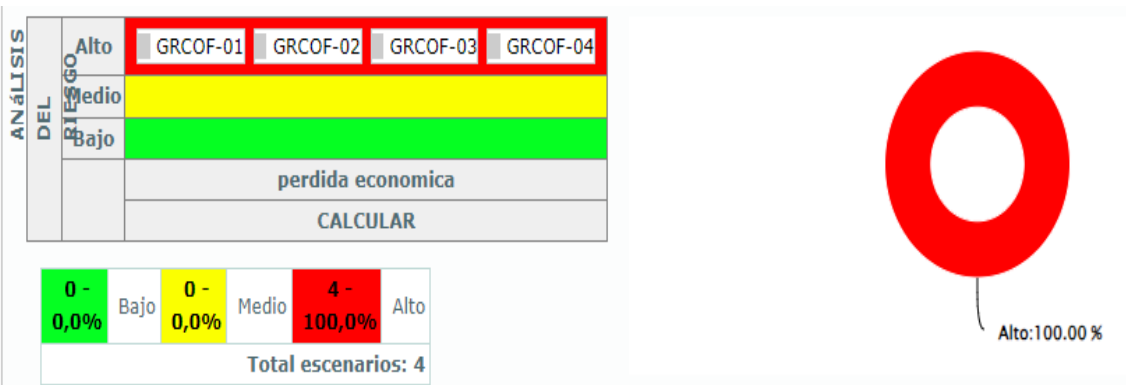 ANáLISIS
DEL
RIESGO
Alto
GRCOF-01
GRCOF-02
GRCOF-03
GRCOF-04
Medio
Bajo
perdida economica
CALCULAR
0 -
0,0%
Bajo
0 -
0,0%
Medio
4 -
100,0%
Alto
Total escenarios: 4
Alto:100.00 %